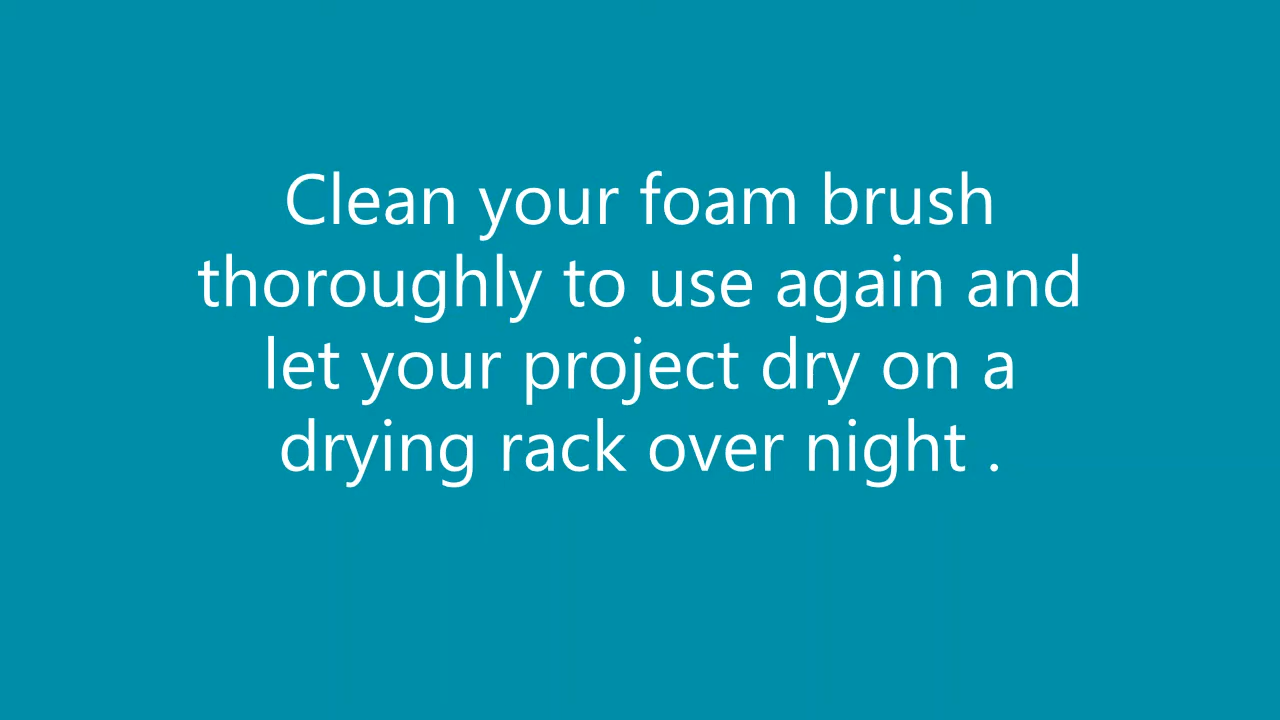 Clean your foam brush
thoroughly to use again and
let your project dry on a
drying rack over night .